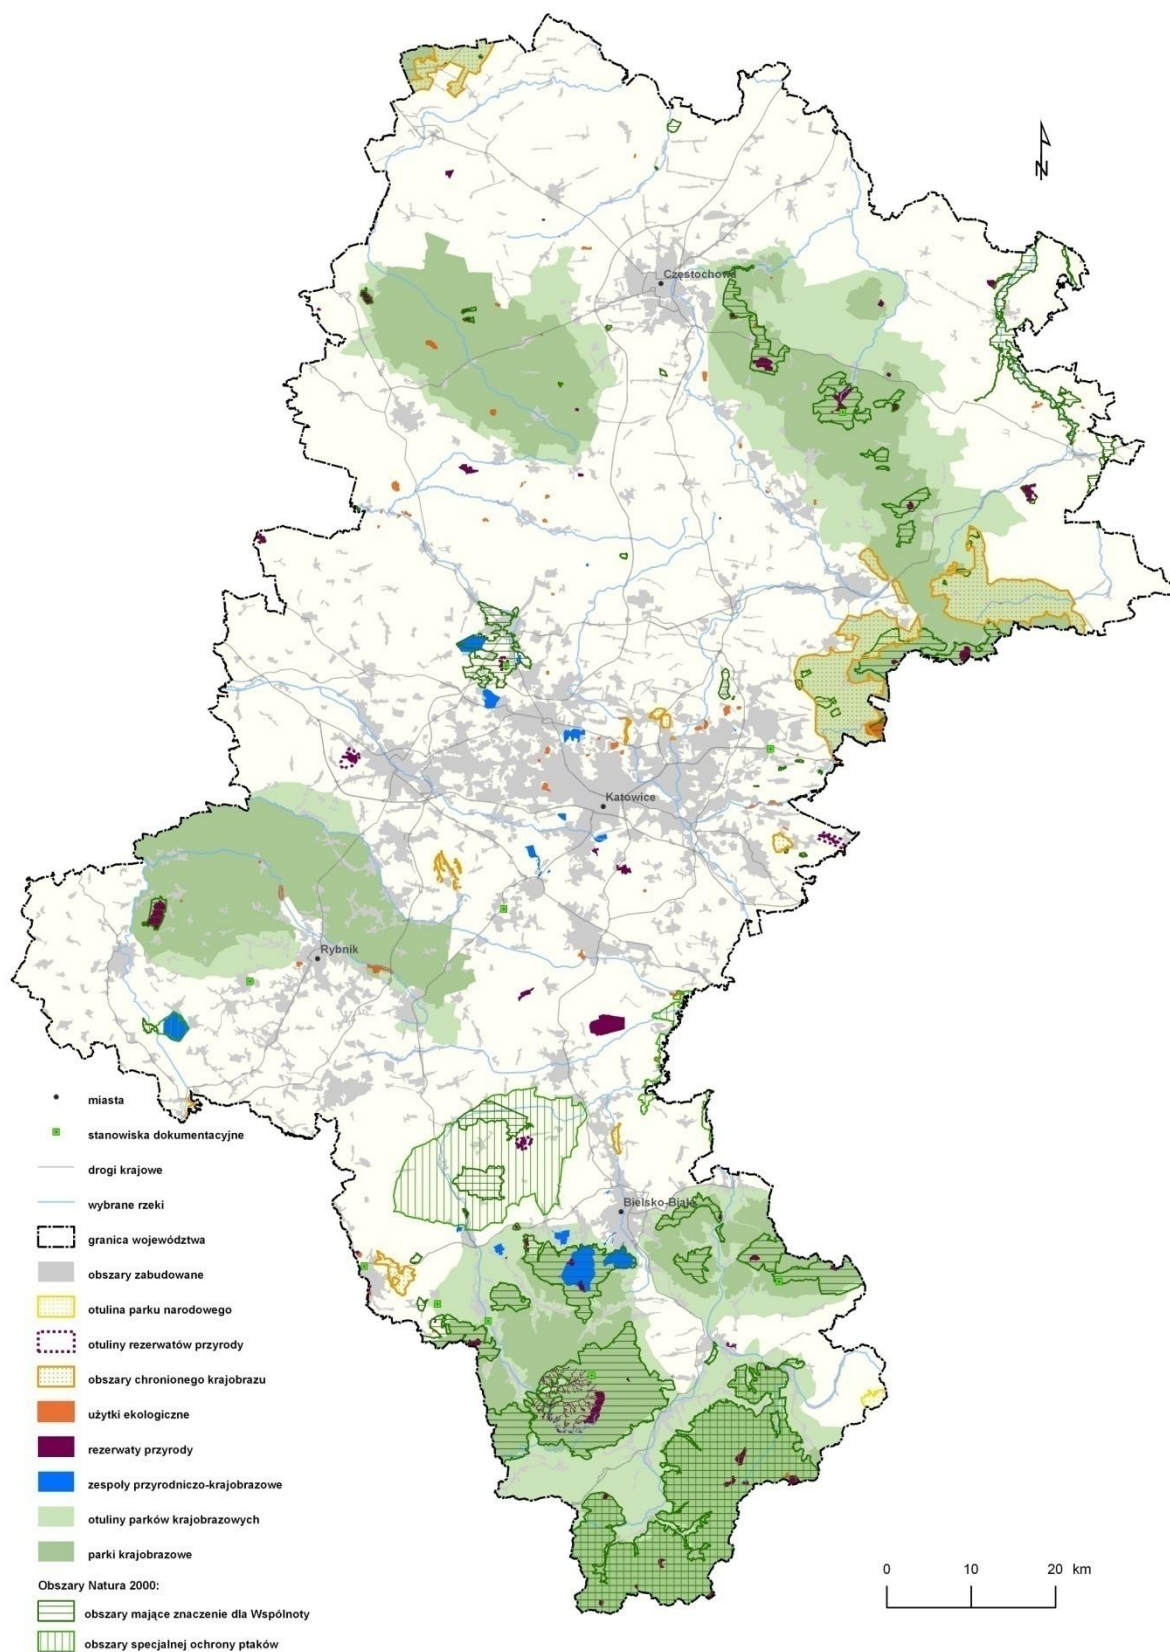 N
Częstochowa
Katowice
Rybnik
Bielsko-Biała
miasta
stanowiska dokumentacyjne
drogi krajowe
wybrane rzeki
granica województwa
obszary zabudowane
otulina parku narodowego
otuliny rezerwatów przyrody
obszary chronionego krajobrazu
użytki ekologiczne
rezerwaty przyrody
zespoły przyrodniczo-krajobrazowe
otuliny parków krajobrazowych
parki krajobrazowe
Obszary Natura 2000:
obszary mające znaczenie dla Wspólnoty
obszary specjalnej ochrony ptaków
0 10 20 km